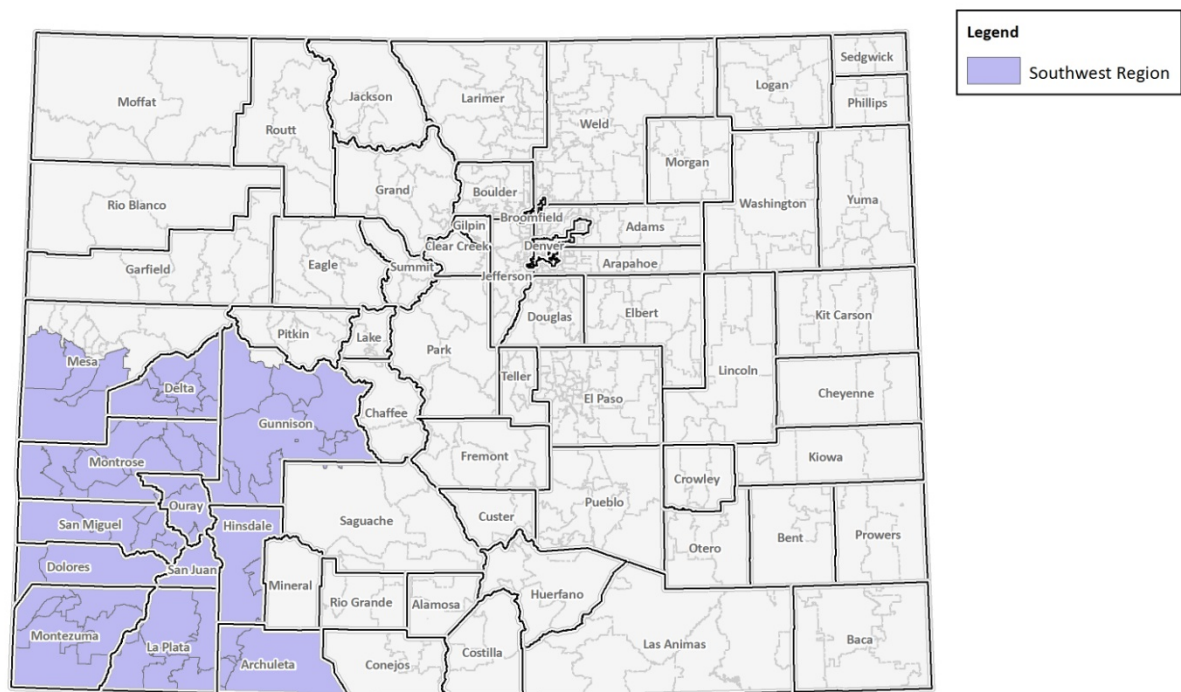 Legend
Southwest Region
Sedgwick
Moffat
Jackson
Larimer
Logan
Phillips
Routt
Weld
Morgan
Grand
Boulder
Rio Blanco
Washington
Yuma
Broomfield
Gilpin
Adams
Clear Creek
Denver
Garfield
Eagle
Summit
Arapahoe
Jefferson
Douglas
Elbert
Kit Carson
Pitkin
Lake
Park
Mesa
Lincoln
Teller
Delta
El Paso
Cheyenne
Chaffee
Gunnison
Fremont
Kiowa
Montrose
Crowley
Pueblo
Ouray
Custer
San Miguel
Hinsdale
Saguache
Bent
Prowers
Otero
Dolores
San Juan
Mineral
Huerfano
Rio Grande
Alamosa
Montezuma
La Plata
Las Animas
Baca
Costilla
Archuleta
Conejos